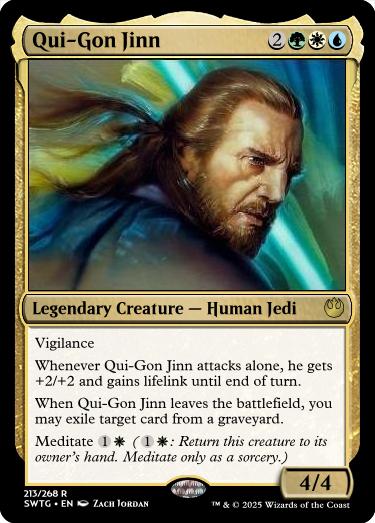 Qui-Gon Jinn 2
Legendary Creature — Human Jedi
Vigilance
Whenever Qui-Gon Jinn attacks alone, he gets
+2/+2 and gains lifelink until end of turn.
When Qui-Gon Jinn leaves the battlefield, you
may exile target card from a graveyard.
Meditate 1 (1: Return this creature to its
owner's hand. Meditate only as a sorcery.)
4/4
213/268 R
SWTG • EN Zach Jordan
™ & © 2025 Wizards of the Coast